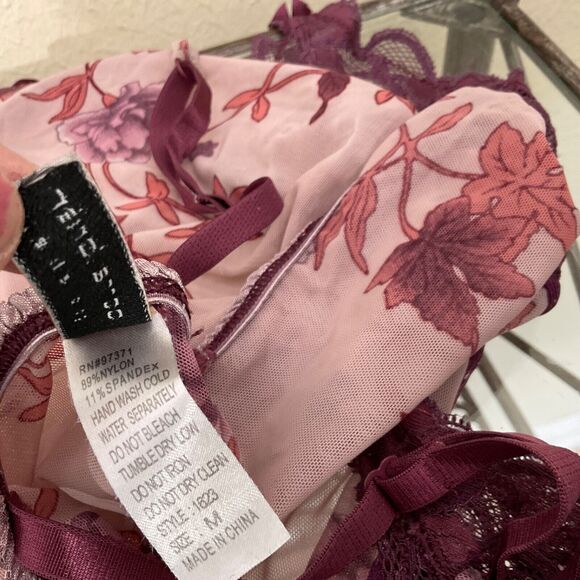 RN#97371
89%NYLON
11%SPANDEX
HAND WASH COLD
WATER SEPARATELY
DO NOT BLEACH
TUMBLE DRY LOW
DO NOT IRON
DO NOT DRY CLEAN
STYLE: 1623
SIZE: M
MADE IN CHINA